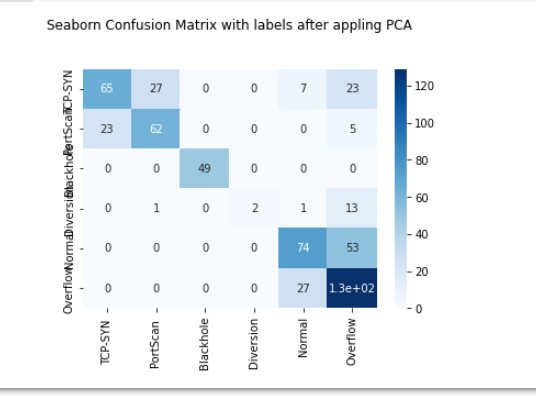 Seaborn Confusion Matrix with labels after appling PCA
TCP-SYN
65 27 0 0 7 23
PortScan
23 62 0 0 0 5
Blackhole
0 0 49 0 0 0
Diversion
0 1 0 2 1 13
Normal
0 0 0 0 74 53
Overflow
0 0 0 0 27 1.3e+02
TCP-SYN
PortScan
Blackhole
Diversion
Normal
Overflow
120
100
80
60
40
20
0